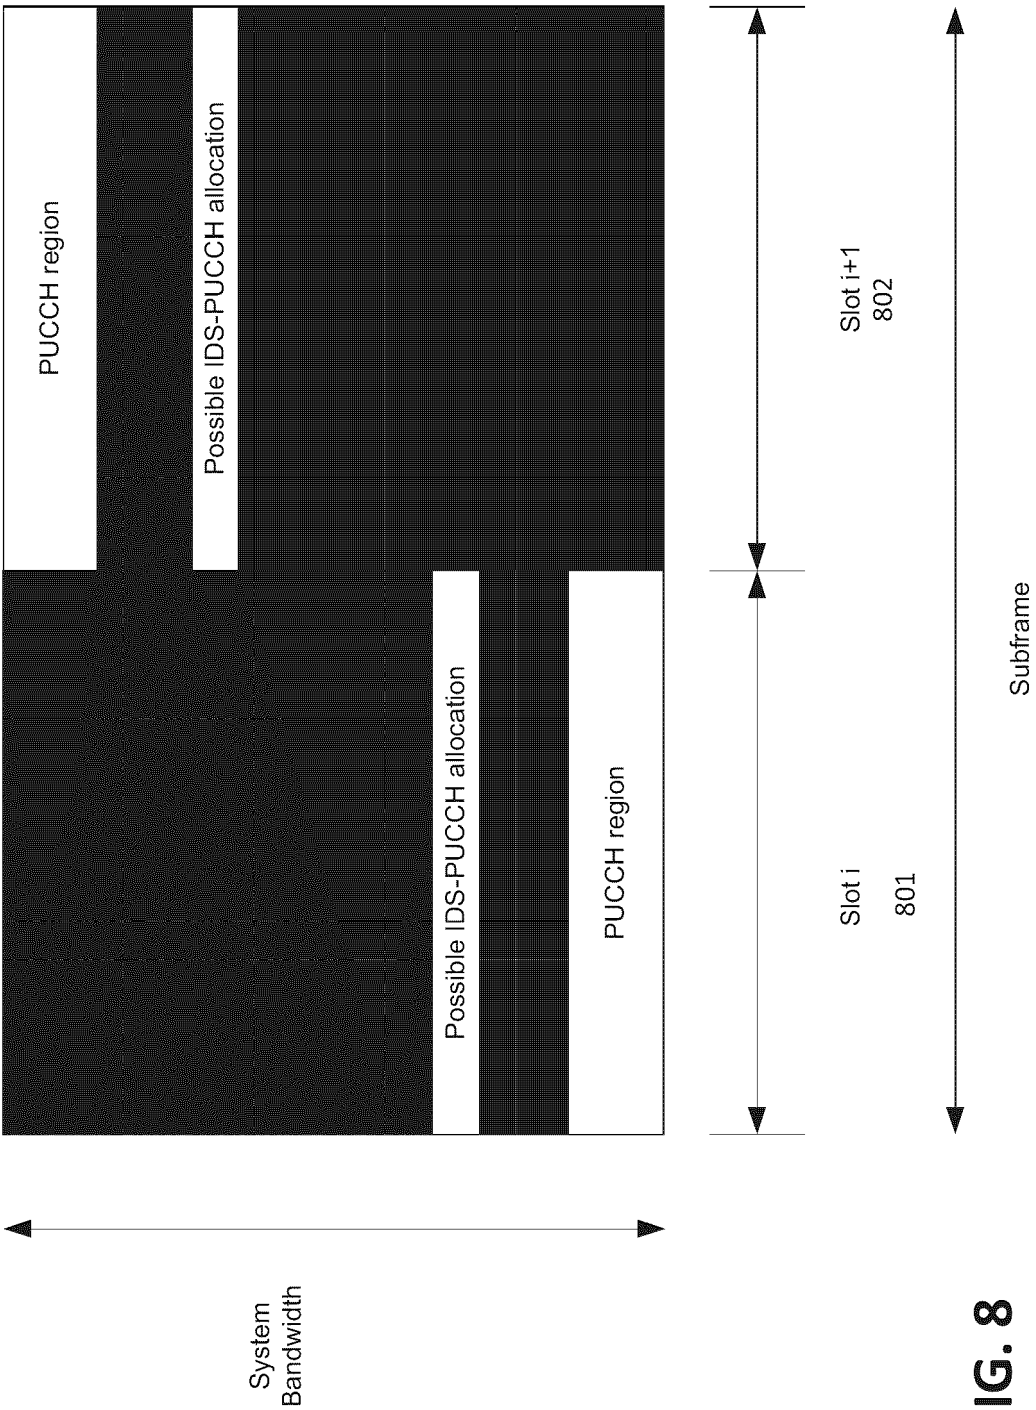 PUCCH region
Possible IDS-PUCCH allocation
Possible IDS-PUCCH allocation
PUCCH region
System
Bandwidth
Slot i
801
Slot i+1
802
Subframe
IG. 8